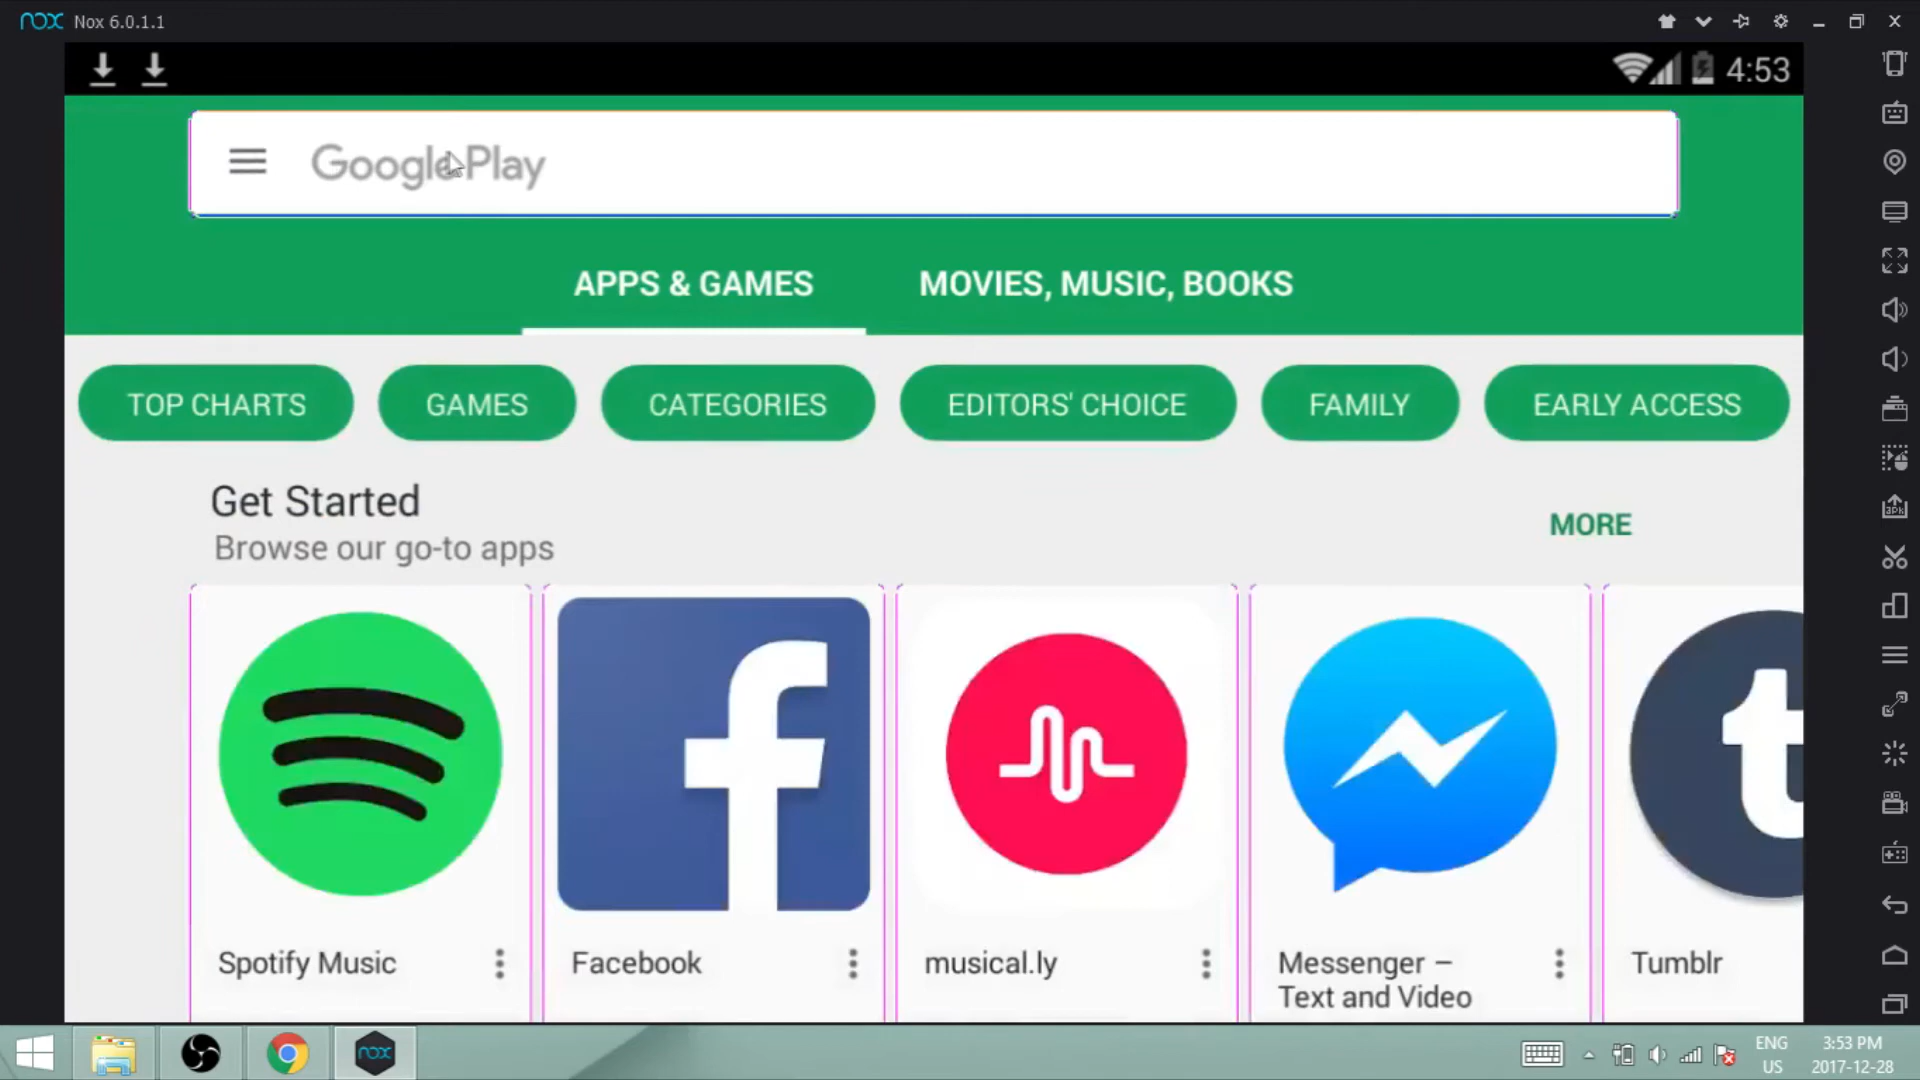 nox Nox 6.0.1.1
4:53
Google Play
APPS & GAMES MOVIES, MUSIC, BOOKS
TOP CHARTS GAMES CATEGORIES EDITORS' CHOICE FAMILY EARLY ACCESS
Get Started
MORE
Browse our go-to apps
Spotify Music Facebook musical.ly Messenger – Tumblr
Text and Video
nox
ENG 3:53 PM
US 2017-12-28